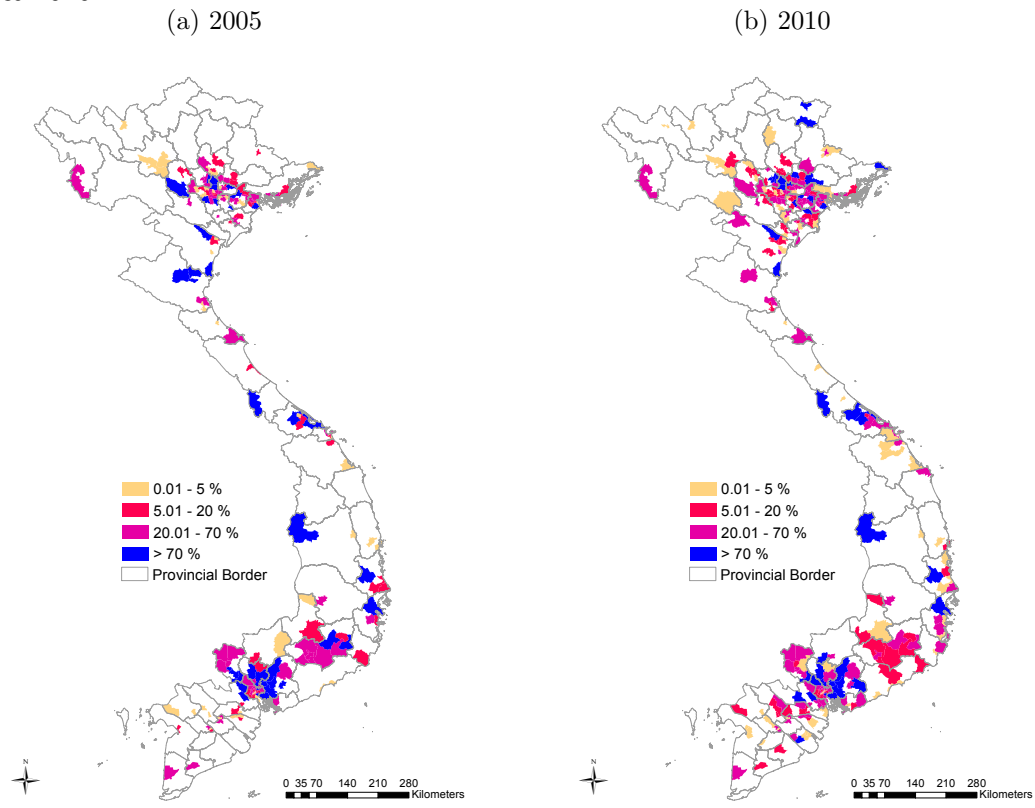 (a) 2005
(b) 2010
0.01 - 5 %
5.01 - 20 %
20.01 - 70 %
> 70 %
Provincial Border
0.01 - 5 %
5.01 - 20 %
20.01 - 70 %
> 70 %
Provincial Border
N
0 35 70 140 210 280
Kilometers
N
0 35 70 140 210 280
Kilometers